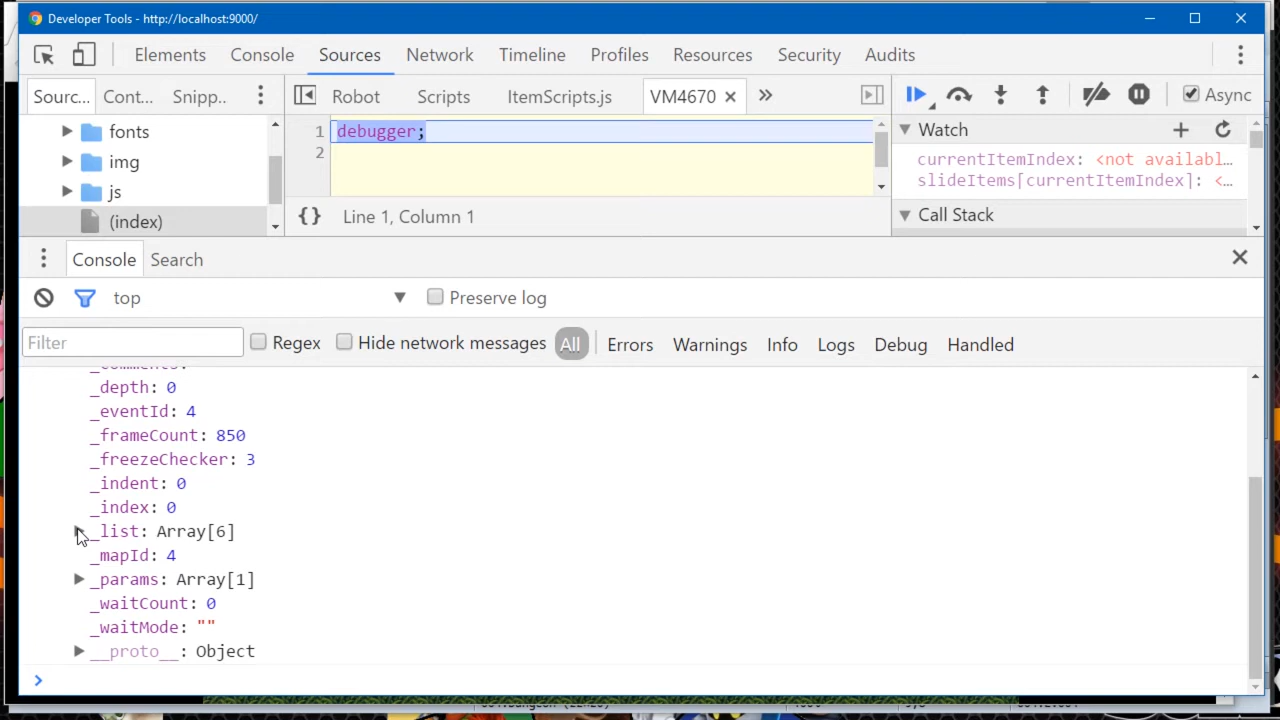 Developer Tools - http://localhost:9000/
Elements Console Sources Network Timeline Profiles Resources Security Audits
Sourc... Cont... Snipp.. Robot Scripts ItemScripts.js VM4670 × » Async
fonts
img
js
(index)
1 debugger;
2
{} Line 1, Column 1
Watch
currentItemIndex: <not availabl...
slideItems[currentItemIndex]: <...
Call Stack
Console Search
top Preserve log
Filter Regex Hide network messages All Errors Warnings Info Logs Debug Handled
_depth: 0
_eventId: 4
_frameCount: 850
_freezeChecker: 3
_indent: 0
_index: 0
_list: Array[6]
_mapId: 4
_params: Array[1]
_waitCount: 0
_waitMode: ""
__proto__: Object
>